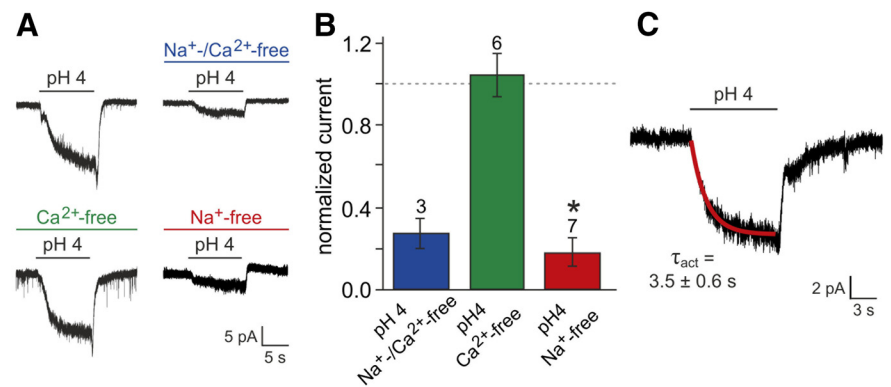 A
Na+-/Ca2+-free
pH 4
pH 4
Ca2+-free
Na+-free
pH 4
pH 4
5 pA
5 s
B
normalized current
1.2
0.8
0.4
0.0
3
6
*
7
pH 4
Na+-/Ca2+-free
pH4
Ca2+-free
pH4
Na+-free
C
pH 4
τact =
3.5 ± 0.6 s
2 pA
3 s